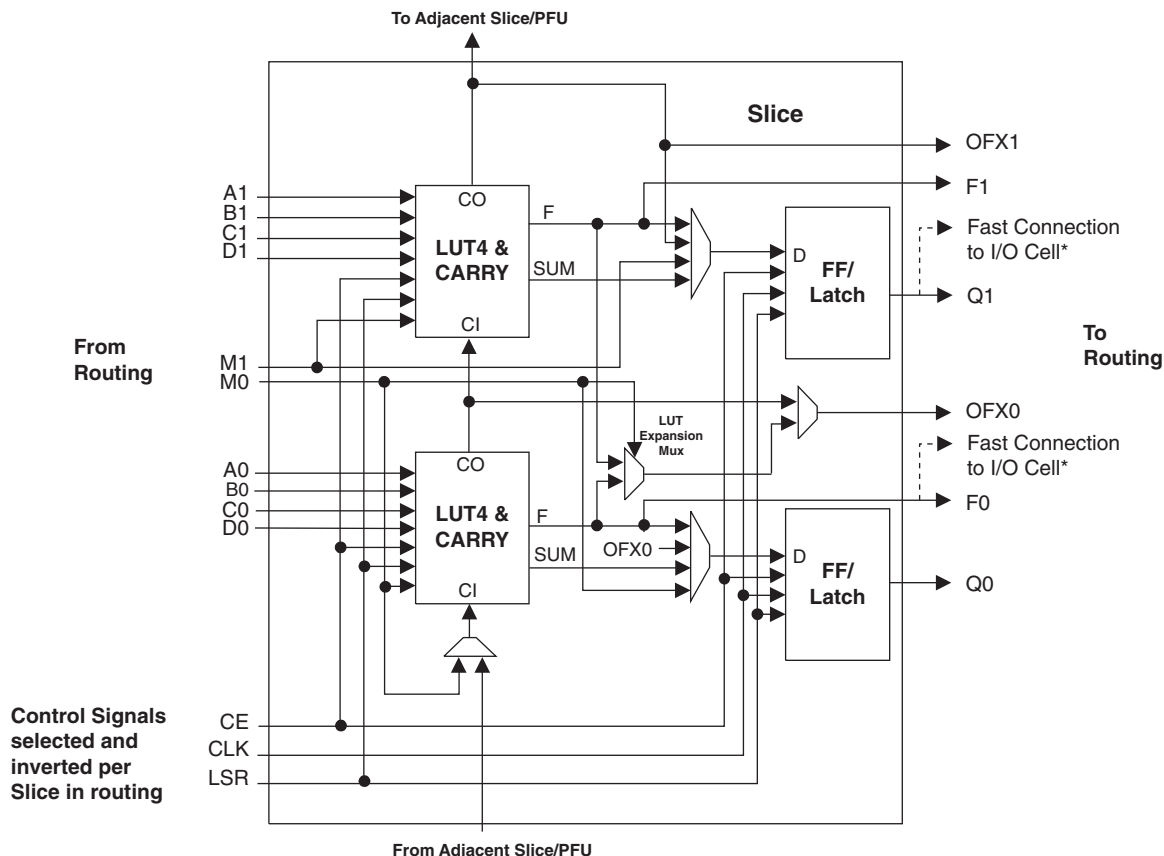 To Adjacent Slice/PFU
Slice
OFX1
F1
A1
B1
C1
D1
CO
F
LUT4 &
CARRY
SUM
CI
D
FF/
Latch
Fast Connection
to I/O Cell*
Q1
From
Routing
M1
M0
To
Routing
LUT
Expansion
Mux
OFX0
Fast Connection
to I/O Cell*
F0
A0
B0
C0
D0
CO
F
LUT4 &
CARRY
OFX0
SUM
CI
D
FF/
Latch
Q0
Control Signals
selected and
inverted per
Slice in routing
CE
CLK
LSR
From Adjacent Slice/PFU